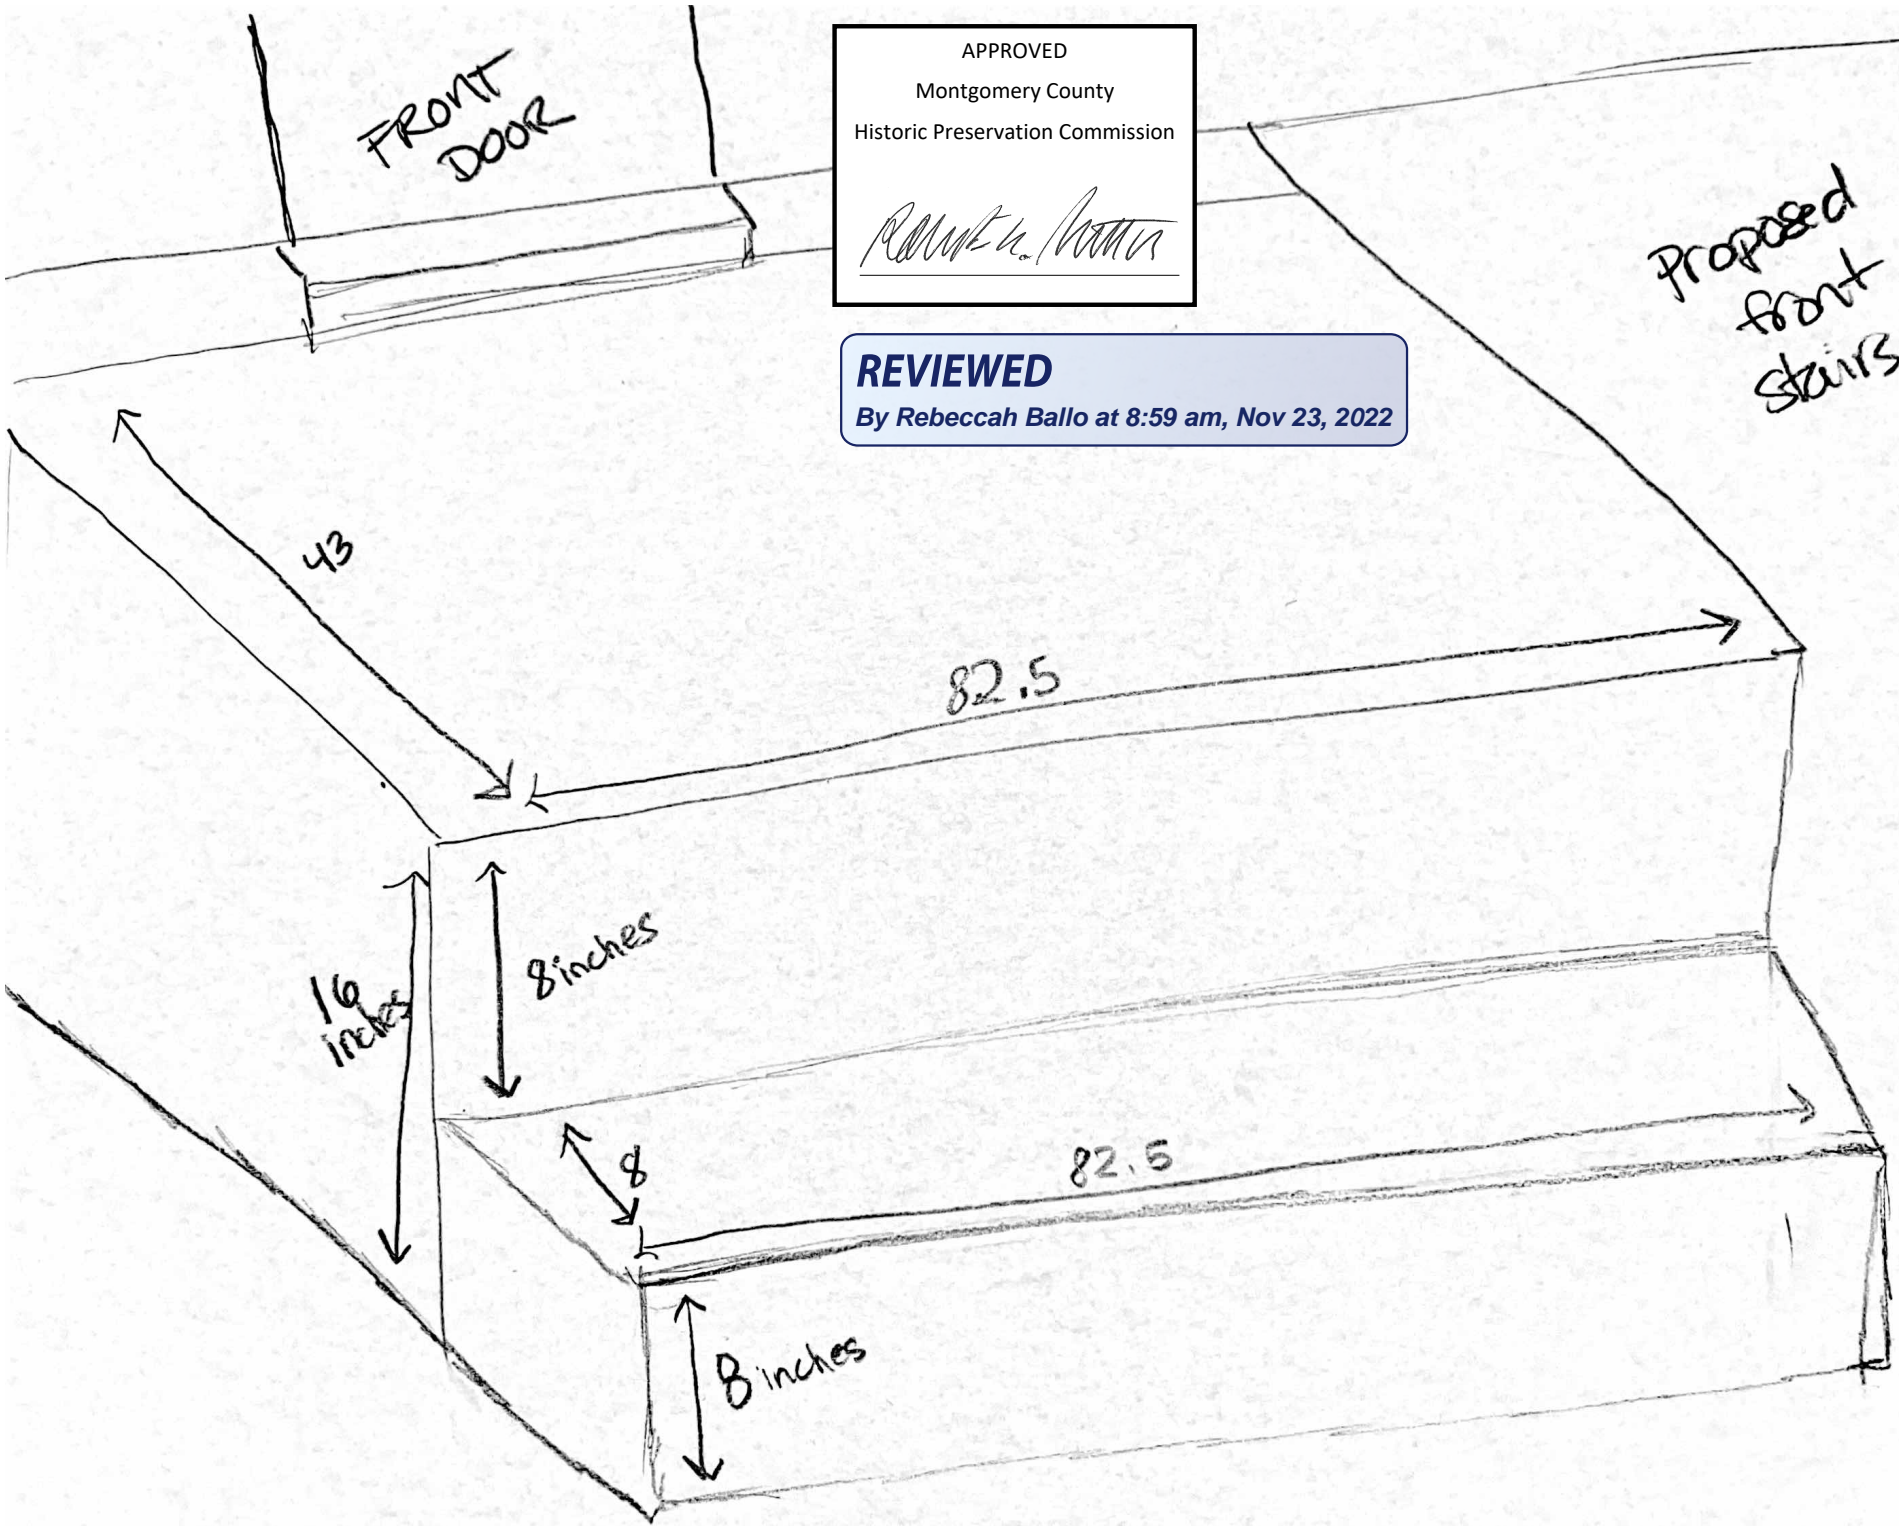 FRONT
DOOR
APPROVED
Montgomery County
Historic Preservation Commission
REVIEWED
By Rebeccah Ballo at 8:59 am, Nov 23, 2022
Proposed
front
stairs
43
82.5
8 inches
16
inches
8
82.5
8 inches